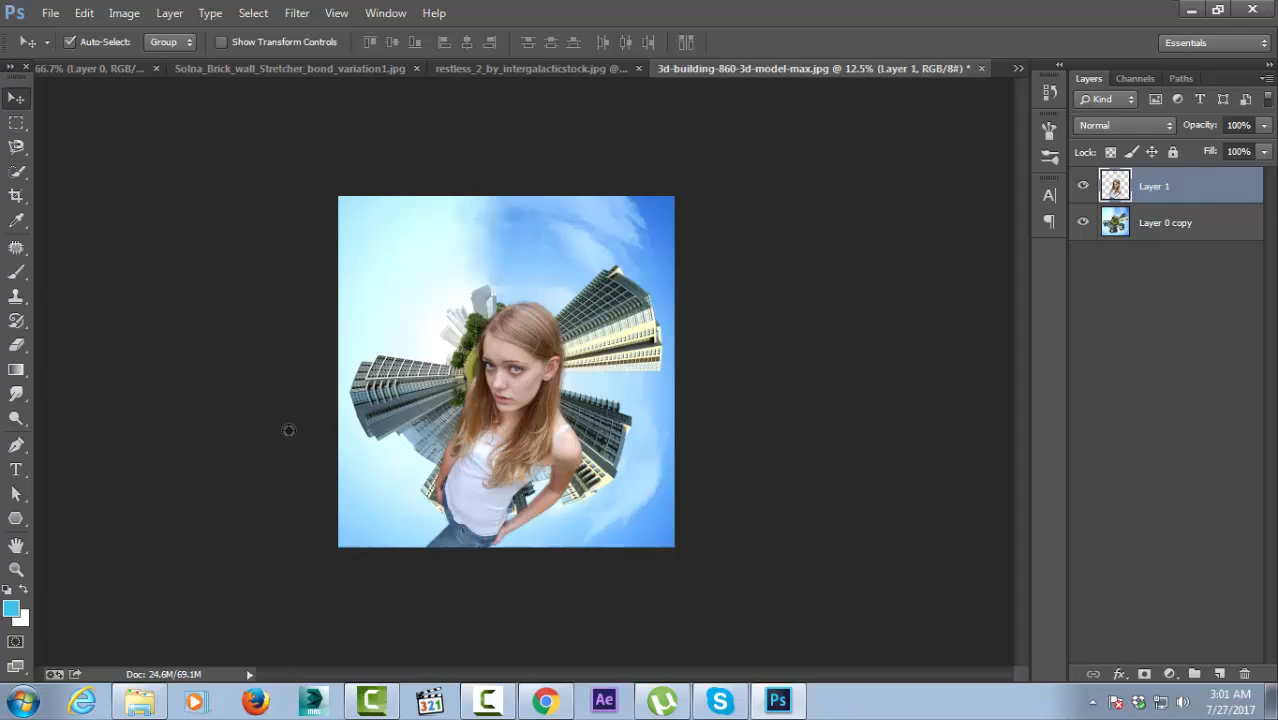 Ps File Edit Image Layer Type Select Filter View Window Help
Auto-Select: Group Show Transform Controls Essentials
66.7% (Layer 0, RGB/... × Solna_Brick_wall_Stretcher_bond_variation1.jpg × restless_2_by_intergalacticstock.jpg @... × 3d-building-860-3d-model-max.jpg @ 12.5% (Layer 1, RGB/8#) * ×
Layers Channels Paths
Kind
Normal Opacity: 100%
Lock: Fill: 100%
Layer 1
Layer 0 copy
Doc: 24.6M/69.1M
321 Ae Ps
3:01 AM
7/27/2017